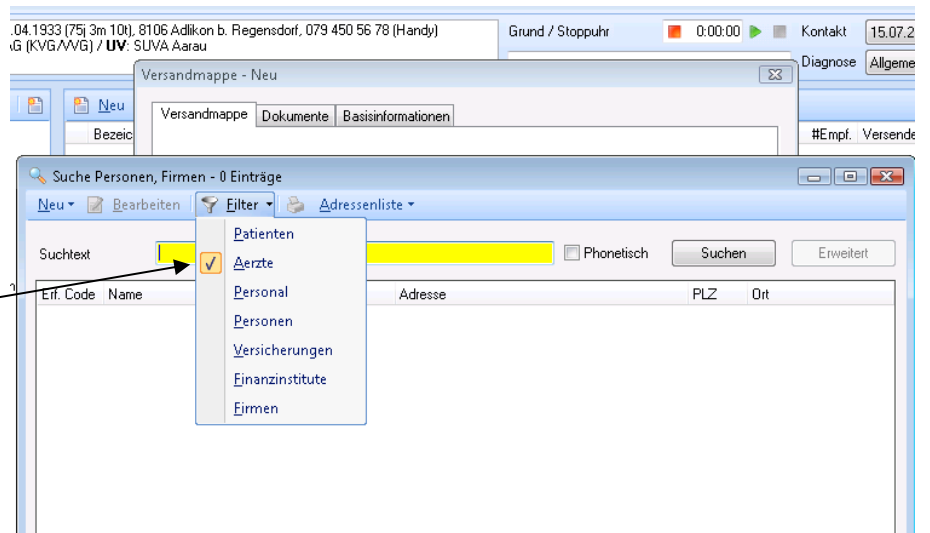 .04.1933 (75j 3m 10t), 8106 Adlikon b. Regensdorf, 079 450 56 78 (Handy)
(KVG/VVG) / UV: SUVA Aarau
Grund / Stoppuhr
0:00:00
Kontakt
15.07.2
Diagnose
Allgeme
Versandmappe - Neu
Neu
Versandmappe Dokumente Basisinformationen
Bezeic
#Empf. Versende
Suche Personen, Firmen - 0 Einträge
Neu Bearbeiten Filter Adressenliste
Patienten
Suchtext
Phonetisch
Suchen
Erweitert
Aerzte
Erf. Code Name Adresse PLZ Ort
Personal
Personen
Versicherungen
Finanzinstitute
Firmen